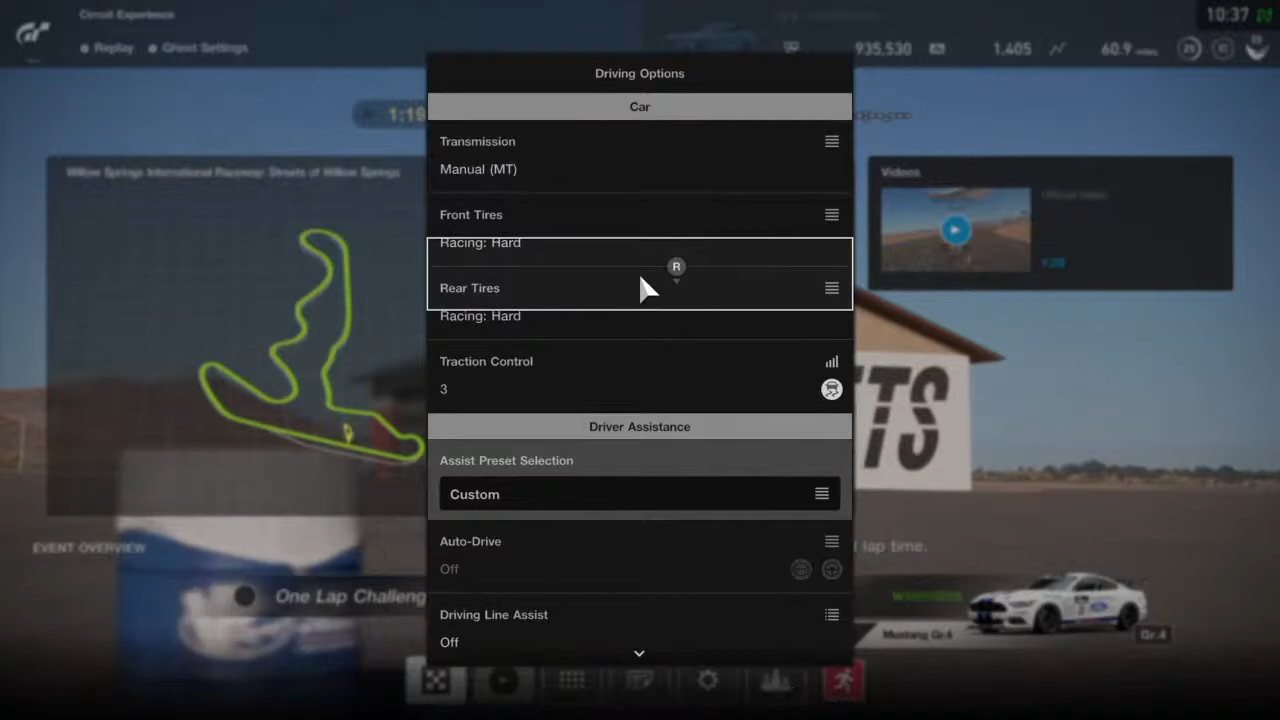 Circuit Experience
10:37
Replay
Ghost Settings
935,530
1,405
60.9
Driving Options
Car
1:19
Transmission
Manual (MT)
Willow Springs International Raceway: Streets of Willow Springs
Videos
Front Tires
Racing: Hard
R
Rear Tires
Racing: Hard
Traction Control
3
TTS
Driver Assistance
Assist Preset Selection
Custom
Auto-Drive
Off
EVENT OVERVIEW
lap time.
One Lap Challeng
Driving Line Assist
Off
Mustang Gr.4
Gr.4